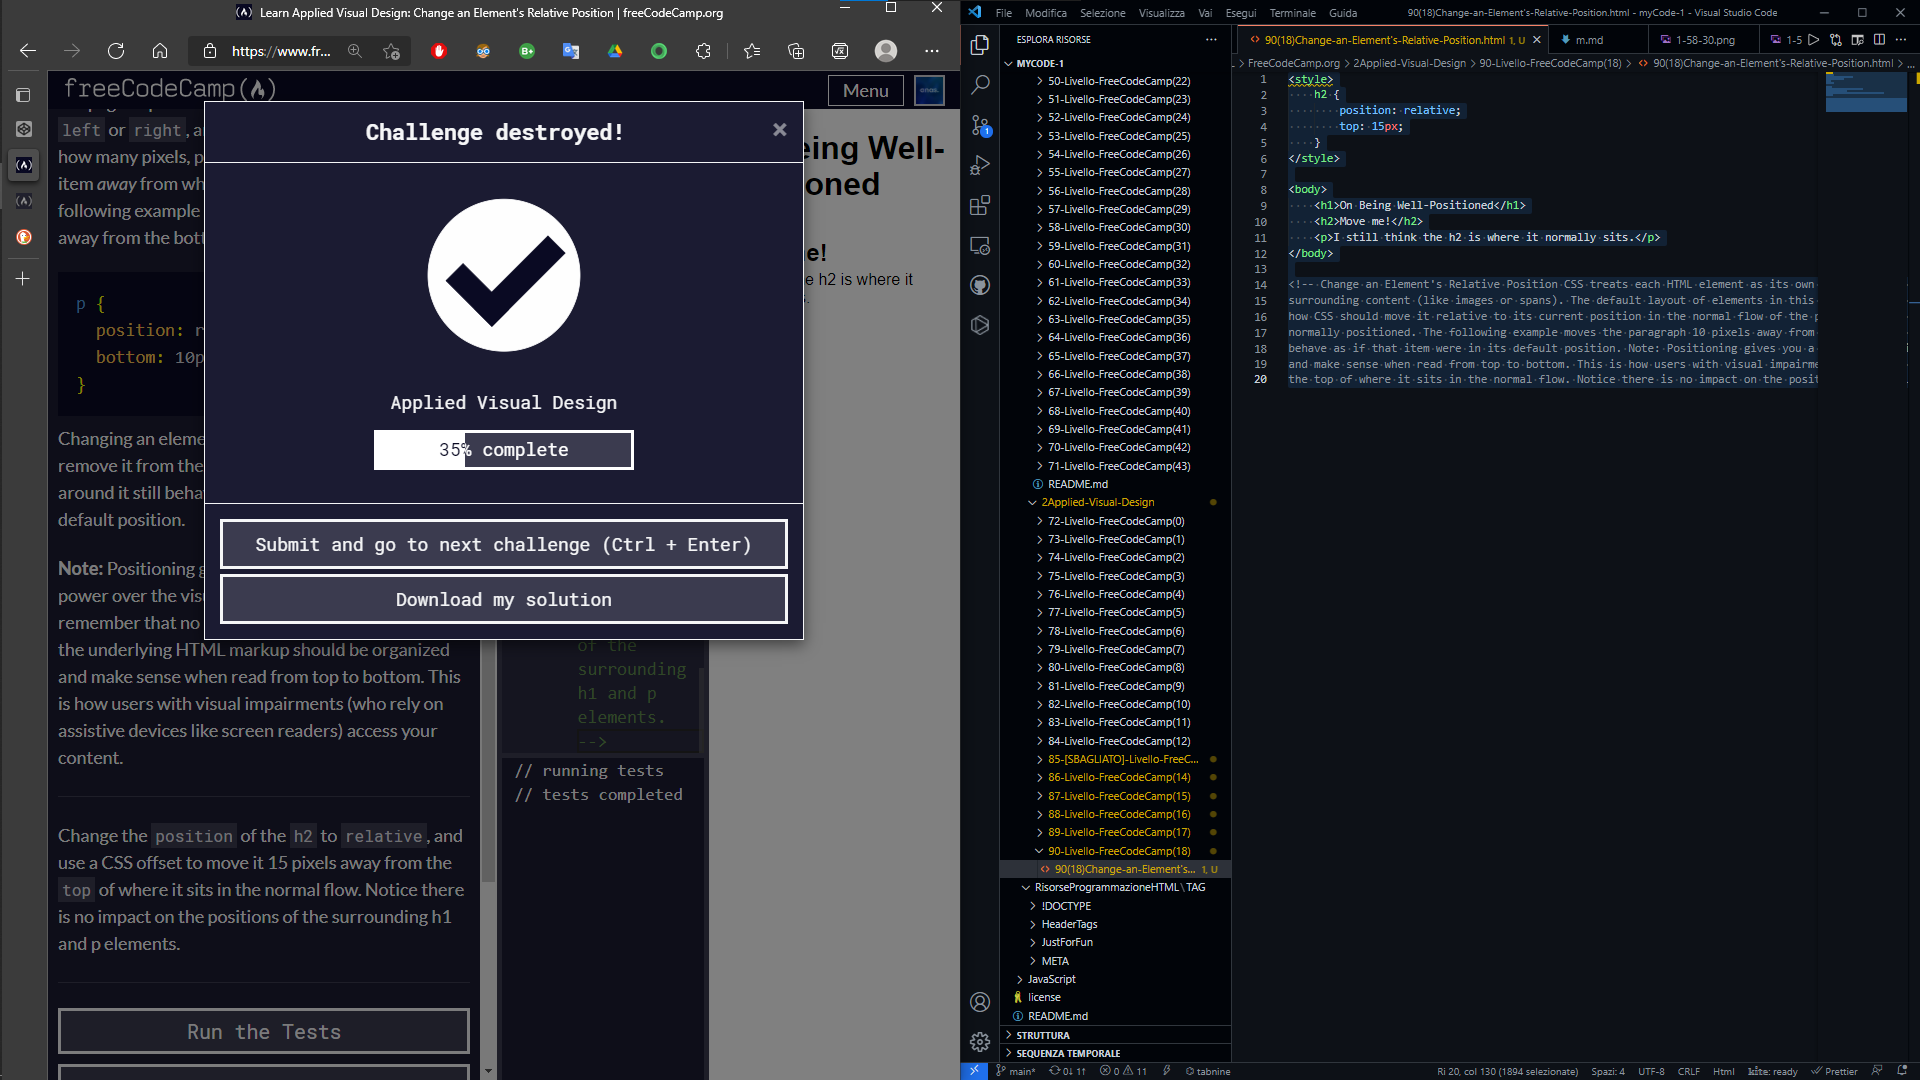 Learn Applied Visual Design: Change an Element's Relative Position | freeCodeCamp.org
https://www.fr...
freeCodeCamp(🔥)
Menu
left or right, a
how many pixels, p
item away from wh
following example
away from the bott
p {
position: r
bottom: 10p
}
Changing an eleme
remove it from the
around it still beha
default position.
Note: Positioning g
power over the visu
remember that no
the underlying HTML markup should be organized
and make sense when read from top to bottom. This
is how users with visual impairments (who rely on
assistive devices like screen readers) access your
content.
Change the position of the h2 to relative, and
use a CSS offset to move it 15 pixels away from the
top of where it sits in the normal flow. Notice there
is no impact on the positions of the surrounding h1
and p elements.
Run the Tests
Challenge destroyed!
×
Applied Visual Design
35% complete
Submit and go to next challenge (Ctrl + Enter)
Download my solution
of the
surrounding
h1 and p
elements.
-->
// running tests
// tests completed
eing Well-
oned
e!
e h2 is where it
File Modifica Selezione Visualizza Vai Esegui Terminale Guida
90(18)Change-an-Element's-Relative-Position.html - myCode-1 - Visual Studio Code
ESPLORA RISORSE
MYCODE-1
50-Livello-FreeCodeCamp(22)
51-Livello-FreeCodeCamp(23)
52-Livello-FreeCodeCamp(24)
53-Livello-FreeCodeCamp(25)
54-Livello-FreeCodeCamp(26)
55-Livello-FreeCodeCamp(27)
56-Livello-FreeCodeCamp(28)
57-Livello-FreeCodeCamp(29)
58-Livello-FreeCodeCamp(30)
59-Livello-FreeCodeCamp(31)
60-Livello-FreeCodeCamp(32)
61-Livello-FreeCodeCamp(33)
62-Livello-FreeCodeCamp(34)
63-Livello-FreeCodeCamp(35)
64-Livello-FreeCodeCamp(36)
65-Livello-FreeCodeCamp(37)
66-Livello-FreeCodeCamp(38)
67-Livello-FreeCodeCamp(39)
68-Livello-FreeCodeCamp(40)
69-Livello-FreeCodeCamp(41)
70-Livello-FreeCodeCamp(42)
71-Livello-FreeCodeCamp(43)
README.md
2Applied-Visual-Design
72-Livello-FreeCodeCamp(0)
73-Livello-FreeCodeCamp(1)
74-Livello-FreeCodeCamp(2)
75-Livello-FreeCodeCamp(3)
76-Livello-FreeCodeCamp(4)
77-Livello-FreeCodeCamp(5)
78-Livello-FreeCodeCamp(6)
79-Livello-FreeCodeCamp(7)
80-Livello-FreeCodeCamp(8)
81-Livello-FreeCodeCamp(9)
82-Livello-FreeCodeCamp(10)
83-Livello-FreeCodeCamp(11)
84-Livello-FreeCodeCamp(12)
85-[SBAGLIATO]-Livello-FreeC...
86-Livello-FreeCodeCamp(14)
87-Livello-FreeCodeCamp(15)
88-Livello-FreeCodeCamp(16)
89-Livello-FreeCodeCamp(17)
90-Livello-FreeCodeCamp(18)
90(18)Change-an-Element's... 1, U
RisorseProgrammazioneHTML\TAG
!DOCTYPE
HeaderTags
JustForFun
META
JavaScript
license
README.md
STRUTTURA
SEQUENZA TEMPORALE
90(18)Change-an-Element's-Relative-Position.html 1, U
m.md
1-58-30.png
1-5
FreeCodeCamp.org > 2Applied-Visual-Design > 90-Livello-FreeCodeCamp(18) > 90(18)Change-an-Element's-Relative-Position.html > ...
1 <style>
2 h2 {
3 position: relative;
4 top: 15px;
5 }
6 </style>
7
8 <body>
9 <h1>On Being Well-Positioned</h1>
10 <h2>Move me!</h2>
11 <p>I still think the h2 is where it normally sits.</p>
12 </body>
13
14 <!-- Change an Element's Relative Position CSS treats each HTML element as its own
15 surrounding content (like images or spans). The default layout of elements in this
16 how CSS should move it relative to its current position in the normal flow of the p
17 normally positioned. The following example moves the paragraph 10 pixels away from
18 behave as if that item were in its default position. Note: Positioning gives you a
19 and make sense when read from top to bottom. This is how users with visual impairme
20 the top of where it sits in the normal flow. Notice there is no impact on the posit
main* 0↓ 1↑ 0 11 tabnine
Ri 20, col 130 (1894 selezionate) Spazi: 4 UTF-8 CRLF Html kite: ready Prettier